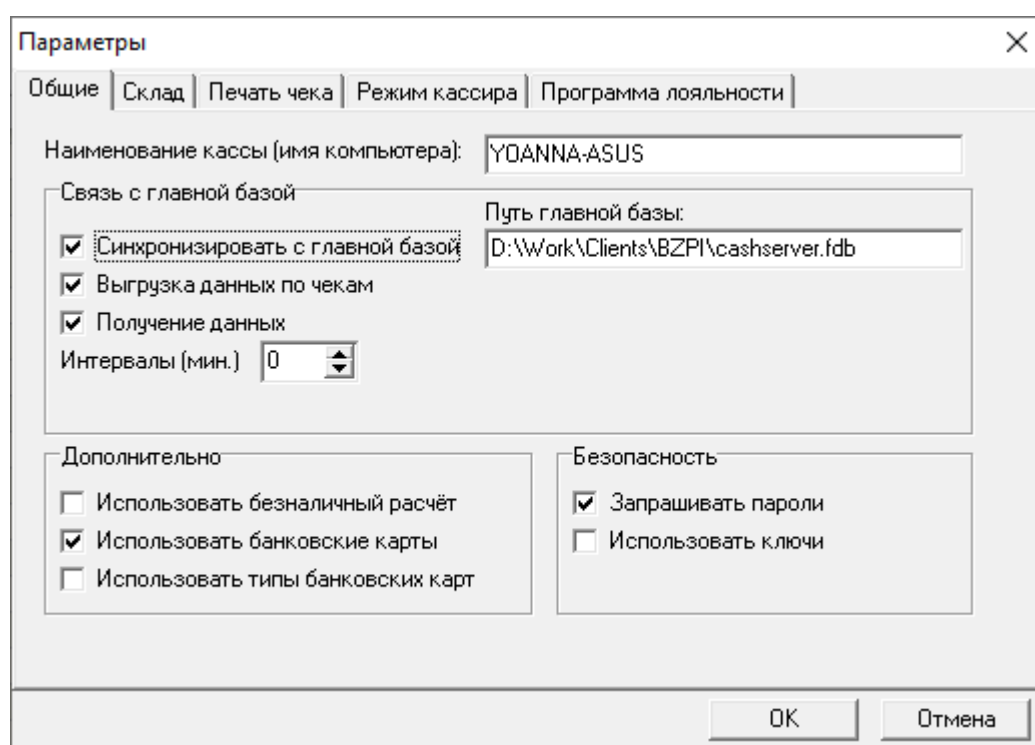 Параметры
Общие Склад Печать чека Режим кассира Программа лояльности
Наименование кассы (имя компьютера): YOANNA-ASUS
Связь с главной базой
Путь главной базы:
Синхронизировать с главной базой D:\Work\Clients\BZPI\cashserver.fdb
Выгрузка данных по чекам
Получение данных
Интервалы (мин.) 0
Дополнительно Безопасность
Использовать безналичный расчёт Запрашивать пароли
Использовать банковские карты Использовать ключи
Использовать типы банковских карт
OK Отмена